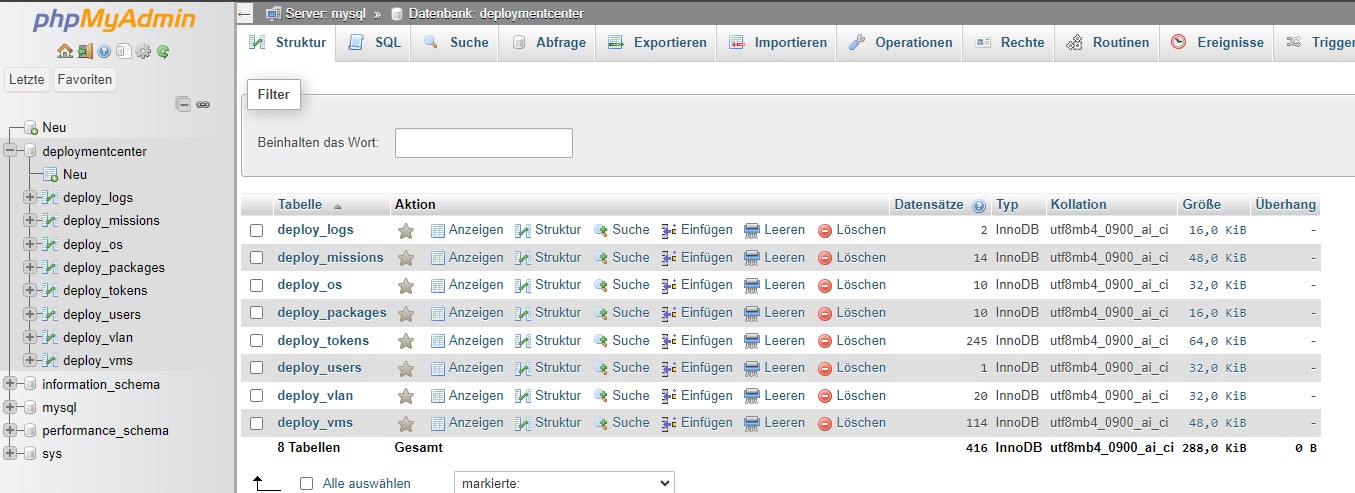 phpMyAdmin
Letzte Favoriten
Neu
deploymentcenter
Neu
deploy_logs
deploy_missions
deploy_os
deploy_packages
deploy_tokens
deploy_users
deploy_vlan
deploy_vms
information_schema
mysql
performance_schema
sys
Server: mysql » Datenbank: deploymentcenter
Struktur SQL Suche Abfrage Exportieren Importieren Operationen Rechte Routinen Ereignisse Trigger
Filter
Beinhalten das Wort:
Tabelle Aktion Datensätze Typ Kollation Größe Überhang
deploy_logs Anzeigen Struktur Suche Einfügen Leeren Löschen 2 InnoDB utf8mb4_0900_ai_ci 16,0 KiB -
deploy_missions Anzeigen Struktur Suche Einfügen Leeren Löschen 14 InnoDB utf8mb4_0900_ai_ci 48,0 KiB -
deploy_os Anzeigen Struktur Suche Einfügen Leeren Löschen 10 InnoDB utf8mb4_0900_ai_ci 32,0 KiB -
deploy_packages Anzeigen Struktur Suche Einfügen Leeren Löschen 10 InnoDB utf8mb4_0900_ai_ci 16,0 KiB -
deploy_tokens Anzeigen Struktur Suche Einfügen Leeren Löschen 245 InnoDB utf8mb4_0900_ai_ci 64,0 KiB -
deploy_users Anzeigen Struktur Suche Einfügen Leeren Löschen 1 InnoDB utf8mb4_0900_ai_ci 32,0 KiB -
deploy_vlan Anzeigen Struktur Suche Einfügen Leeren Löschen 20 InnoDB utf8mb4_0900_ai_ci 32,0 KiB -
deploy_vms Anzeigen Struktur Suche Einfügen Leeren Löschen 114 InnoDB utf8mb4_0900_ai_ci 48,0 KiB -
8 Tabellen Gesamt 416 InnoDB utf8mb4_0900_ai_ci 288,0 KiB 0 B
Alle auswählen markierte: